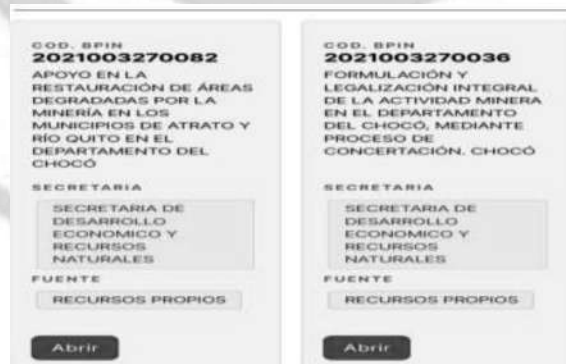 COD. BPIN
2021003270082
APOYO EN LA
RESTAURACIÓN DE ÁREAS
DEGRADADAS POR LA
MINERÍA EN LOS
MUNICIPIOS DE ATRATO Y
RÍO QUITO EN EL
DEPARTAMENTO DEL
CHOCÓ
SECRETARIA
SECRETARIA DE
DESARROLLO
ECONOMICO Y
RECURSOS
NATURALES
FUENTE
RECURSOS PROPIOS
Abrir
COD. BPIN
2021003270036
FORMULACIÓN Y
LEGALIZACIÓN INTEGRAL
DE LA ACTIVIDAD MINERA
EN EL DEPARTAMENTO
DEL CHOCÓ, MEDIANTE
PROCESO DE
CONCERTACIÓN. CHOCÓ
SECRETARIA
SECRETARIA DE
DESARROLLO
ECONOMICO Y
RECURSOS
NATURALES
FUENTE
RECURSOS PROPIOS
Abrir